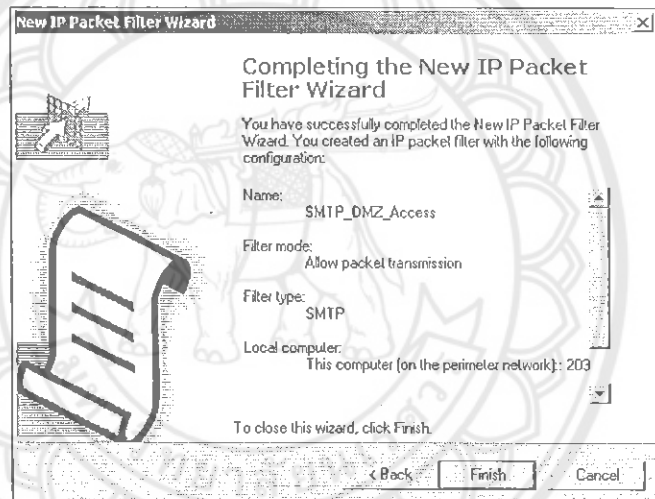 New IP Packet Filter Wizard
Completing the New IP Packet
Filter Wizard
You have successfully completed the New IP Packet Filter
Wizard. You created an IP packet filter with the following
configuration:
Name:
SMTP_DMZ_Access
Filter mode:
Allow packet transmission
Filter type:
SMTP
Local computer:
This computer (on the perimeter network):: 203
To close this wizard, click Finish.
< Back
Finish
Cancel